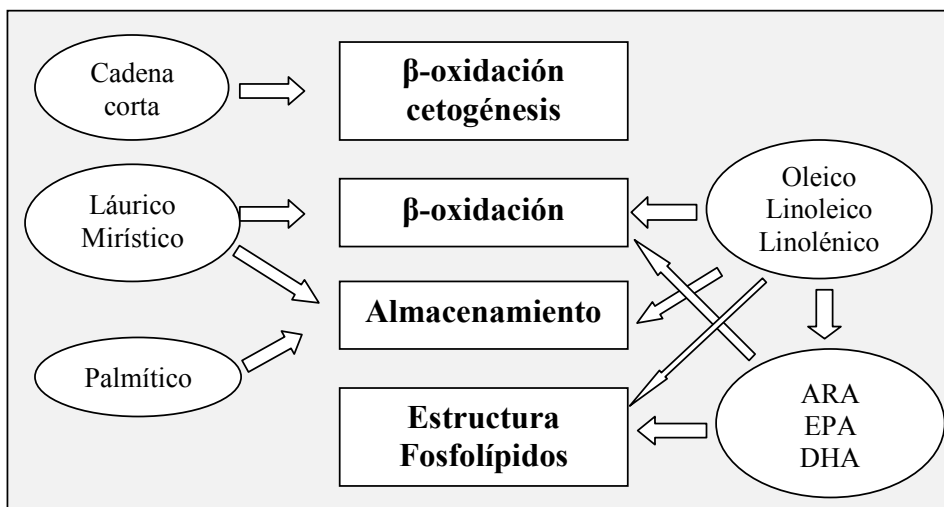 Cadena
corta
β-oxidación
cetogénesis
Láurico
Mirístico
β-oxidación
Oleico
Linoleico
Linolénico
Almacenamiento
Palmítico
Estructura
Fosfolípidos
ARA
EPA
DHA